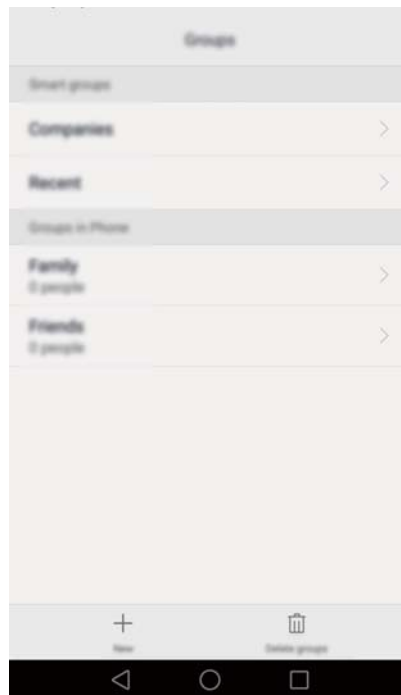 Groups
Smart groups
Companies
Recent
Groups in Phone
Family
0 people
Friends
0 people
New
Delete groups